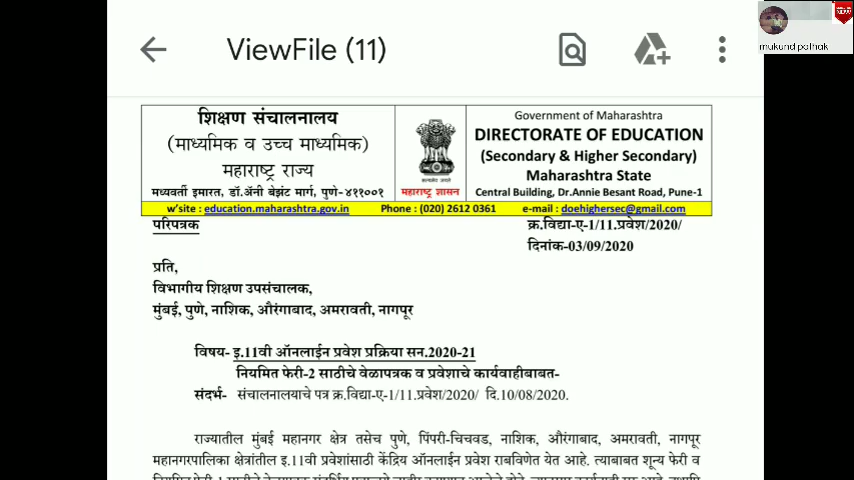 ViewFile (11)
mukund pathak
शिक्षण संचालनालय
(माध्यमिक व उच्च माध्यमिक)
महाराष्ट्र राज्य
मध्यवर्ती इमारत, डॉ.ॲनी बेझंट मार्ग, पुणे-४११००१
महाराष्ट्र शासन
Government of Maharashtra
DIRECTORATE OF EDUCATION
(Secondary & Higher Secondary)
Maharashtra State
Central Building, Dr.Annie Besant Road, Pune-1
w'site : education.maharashtra.gov.in Phone : (020) 2612 0361 e-mail : doehighersec@gmail.com
परिपत्रक क्र.विद्या-ए-1/11.प्रवेश/2020/
दिनांक-03/09/2020
प्रति,
विभागीय शिक्षण उपसंचालक,
मुंबई, पुणे, नाशिक, औरंगाबाद, अमरावती, नागपूर
विषय- इ.11वी ऑनलाईन प्रवेश प्रक्रिया सन.2020-21
नियमित फेरी-2 साठीचे वेळापत्रक व प्रवेशाचे कार्यवाहीबाबत-
संदर्भ- संचालनालयाचे पत्र क्र.विद्या-ए-1/11.प्रवेश/2020/ दि.10/08/2020.
राज्यातील मुंबई महानगर क्षेत्र तसेच पुणे, पिंपरी-चिचवड, नाशिक, औरंगाबाद, अमरावती, नागपूर
महानगरपालिका क्षेत्रांतील इ.11वी प्रवेशांसाठी केंद्रिय ऑनलाईन प्रवेश राबविणेत येत आहे. त्याबाबत शून्य फेरी व